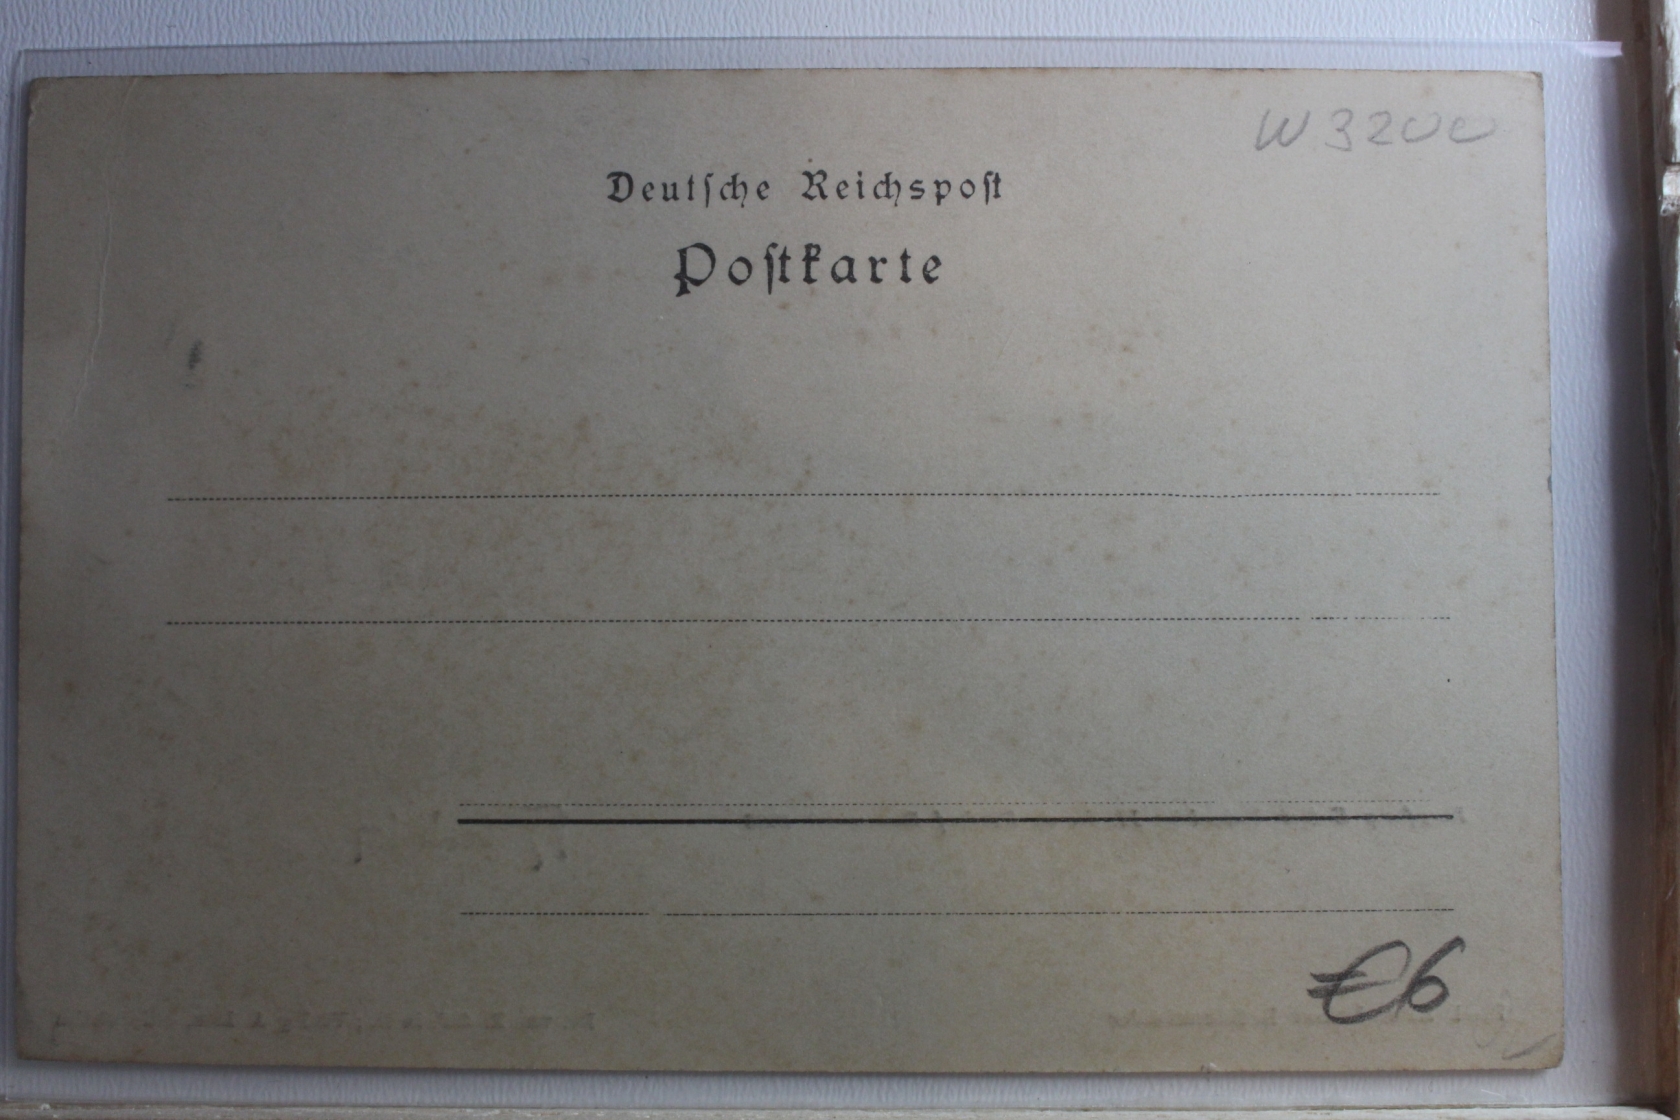 W 3200
Deutſche Reichspoſt
Poſtkarte
€6